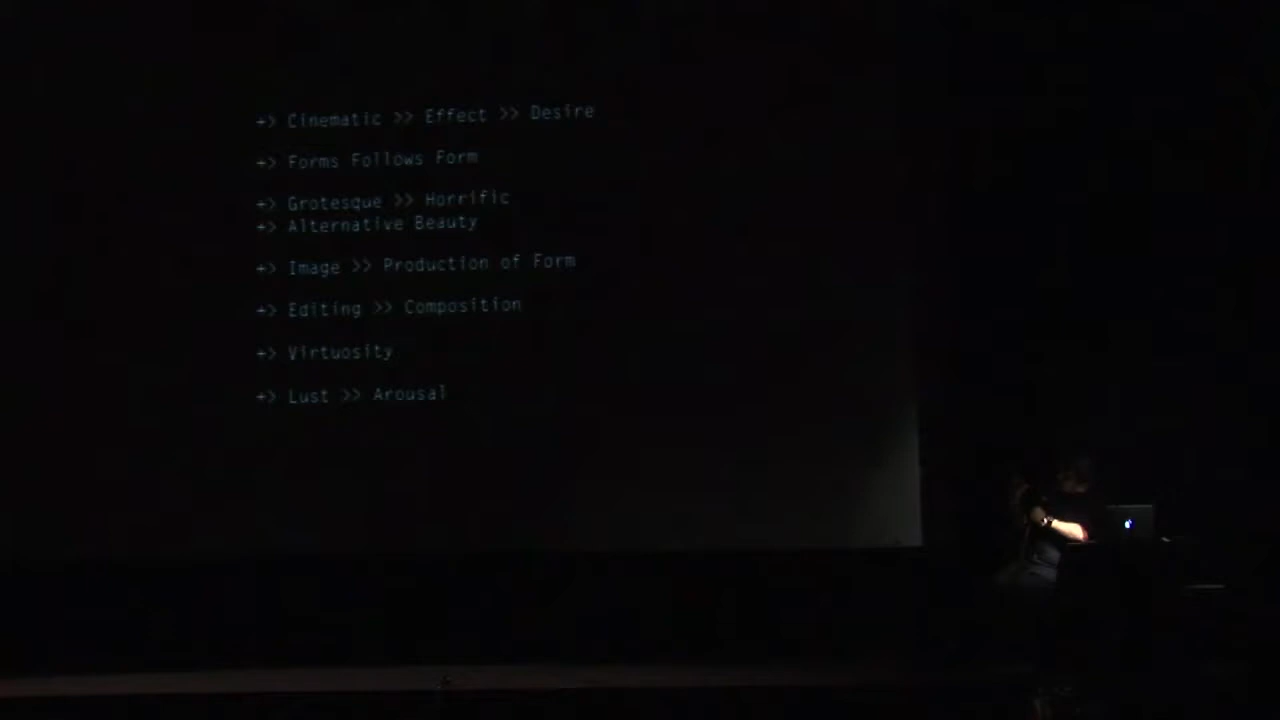 +> Cinematic >> Effect >> Desire
+> Forms Follows Form
+> Grotesque >> Horrific
+> Alternative Beauty
+> Image >> Production of Form
+> Editing >> Composition
+> Virtuosity
+> Lust >> Arousal